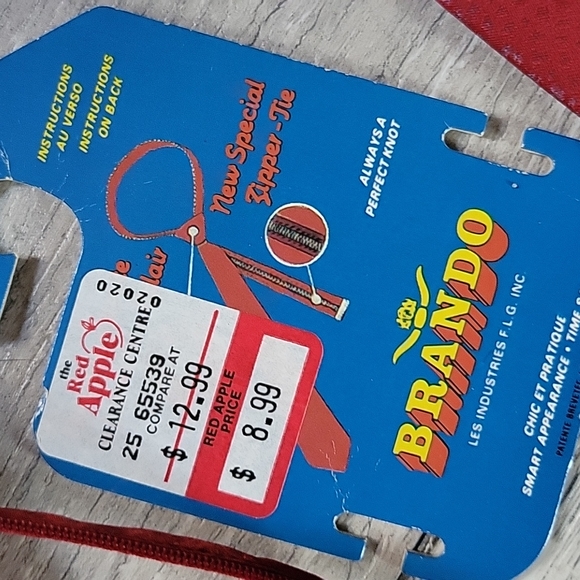 INSTRUCTIONS
AU VERSO
INSTRUCTIONS
ON BACK
New Special
Zipper-Tie
ALWAYS A
PERFECT KNOT
BRANDO
LES INDUSTRIES F.L.G. INC
CHIC ET PRATIQUE
SMART APPEARANCE • TIME
02020
the
Red
Apple
CLEARANCE CENTRE
25 65539
COMPARE AT
$ 12.99
RED APPLE
PRICE
$ 8.99